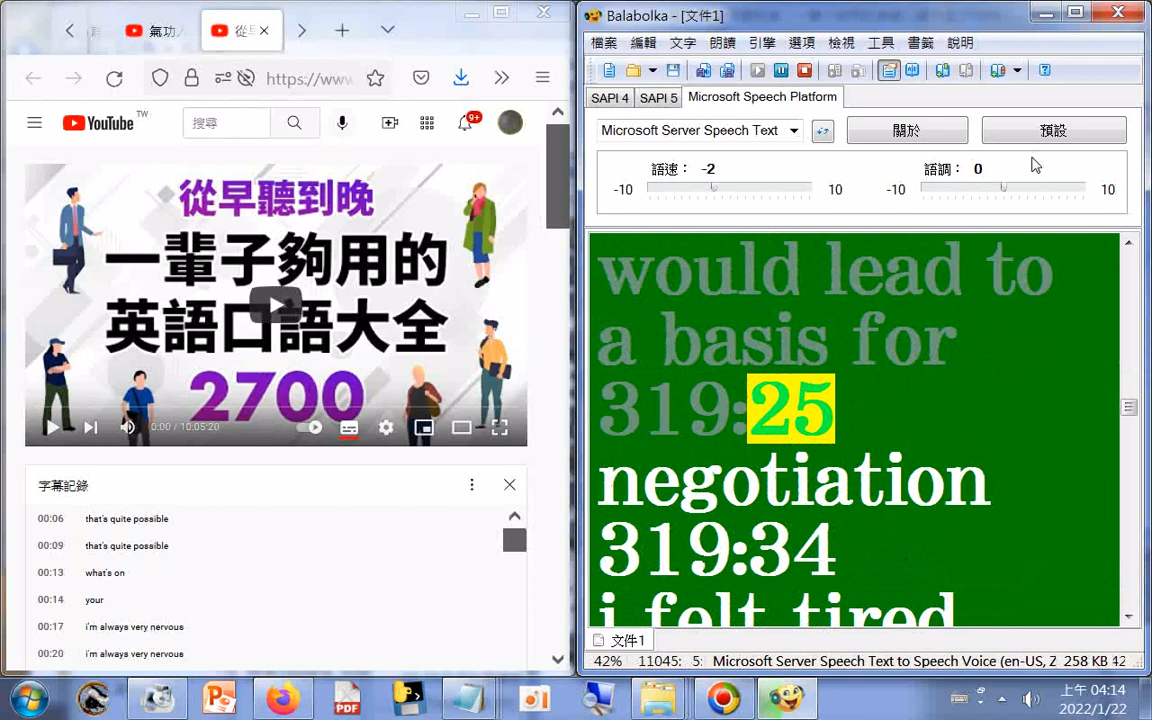 氣功
從
https://www
YouTube TW
搜尋
9+
從早聽到晚
一輩子夠用的
英語口語大全
2700
0:00 / 10:05:20
字幕記錄
00:06 that's quite possible
00:09 that's quite possible
00:13 what's on
00:14 your
00:17 i'm always very nervous
00:20 i'm always very nervous
Balabolka - [文件1]
檔案 編輯 文字 朗讀 引擎 選項 檢視 工具 書籤 說明
SAPI 4 SAPI 5 Microsoft Speech Platform
Microsoft Server Speech Text 關於 預設
語速： -2 語調： 0
-10 10 -10 10
would lead to
a basis for
319:25
negotiation
319:34
i felt tired
文件1
42% 11045: 5: Microsoft Server Speech Text to Speech Voice (en-US, Z 258 KB 42
PDF
上午 04:14
2022/1/22